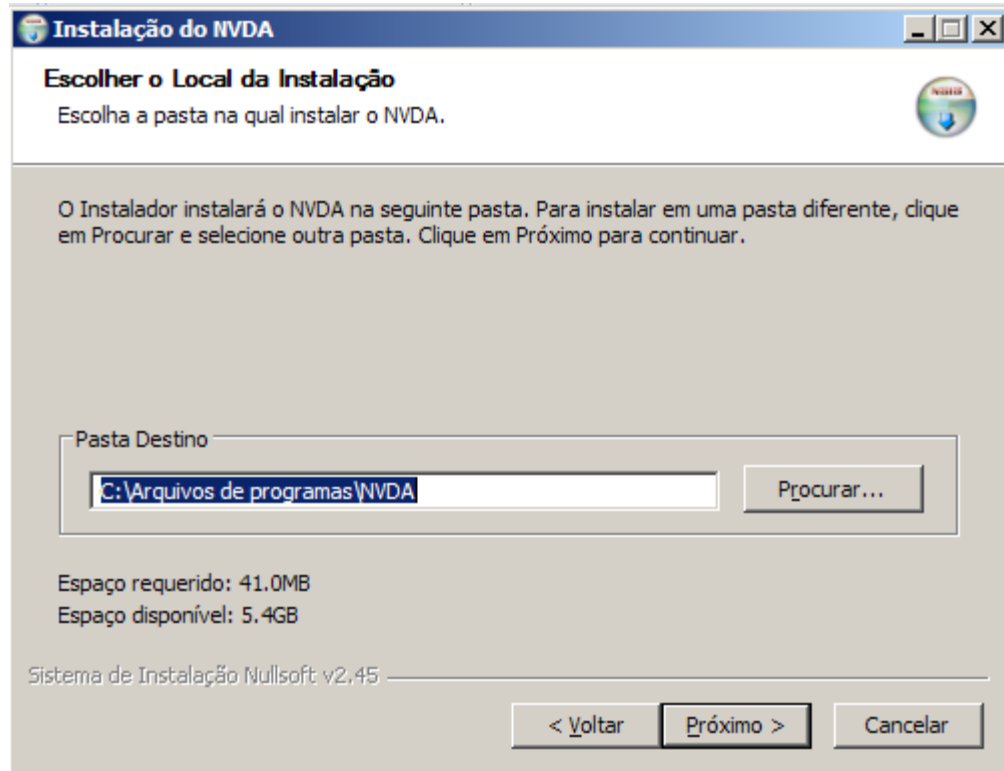 Instalação do NVDA
Escolher o Local da Instalação
Escolha a pasta na qual instalar o NVDA.
O Instalador instalará o NVDA na seguinte pasta. Para instalar em uma pasta diferente, clique
em Procurar e selecione outra pasta. Clique em Próximo para continuar.
Pasta Destino
C:\Arquivos de programas\NVDA
Procurar...
Espaço requerido: 41.0MB
Espaço disponível: 5.4GB
Sistema de Instalação Nullsoft v2.45
< Voltar
Próximo >
Cancelar